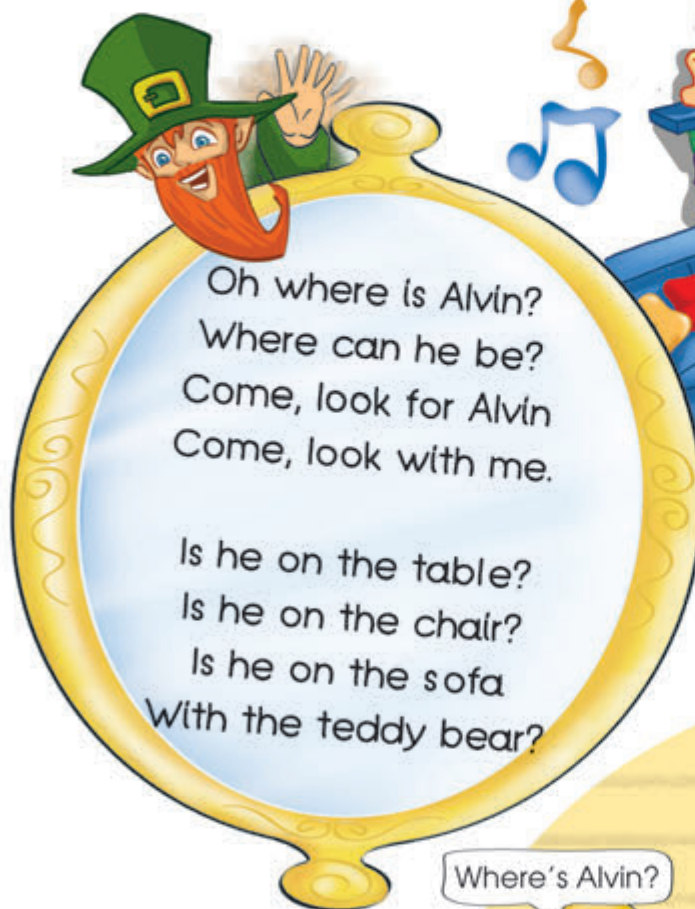 Oh where is Alvin?
Where can he be?
Come, look for Alvin
Come, look with me.
Is he on the table?
Is he on the chair?
Is he on the sofa
With the teddy bear?
Where's Alvin?